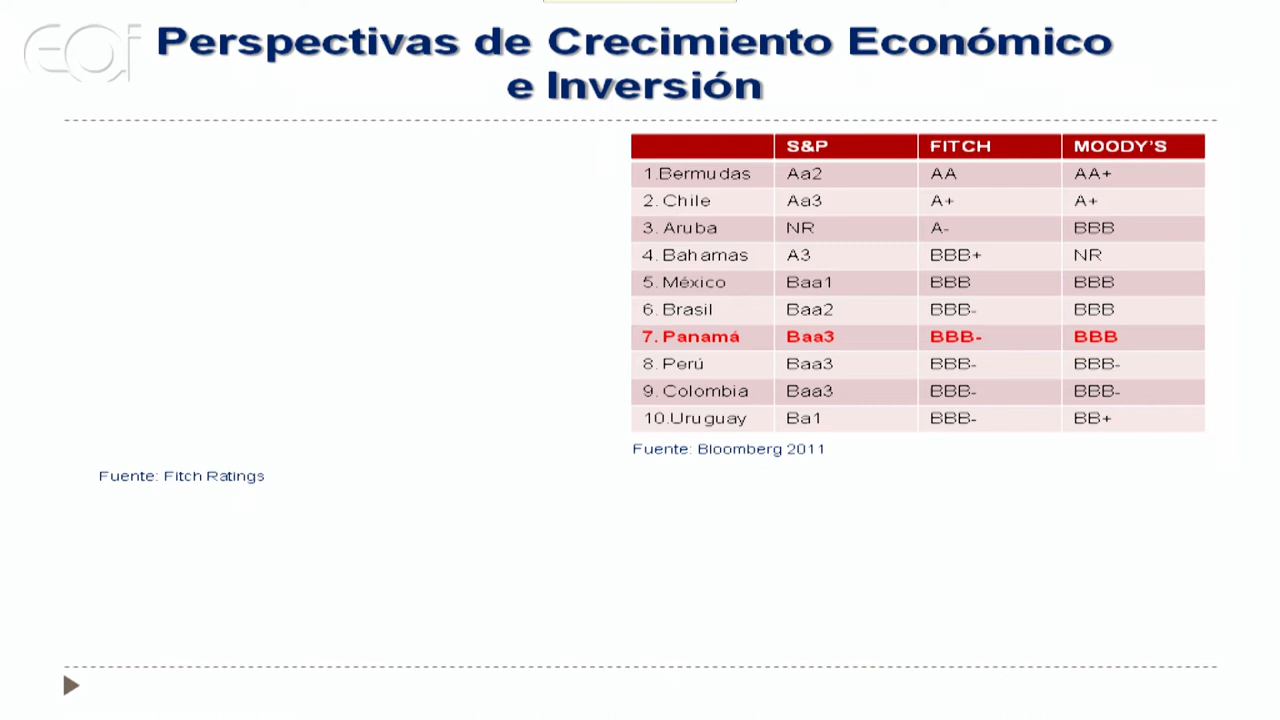 EOI
Perspectivas de Crecimiento Económico
e Inversión
S&P FITCH MOODY'S
1.Bermudas Aa2 AA AA+
2. Chile Aa3 A+ A+
3. Aruba NR A- BBB
4. Bahamas A3 BBB+ NR
5. México Baa1 BBB BBB
6. Brasil Baa2 BBB- BBB
7. Panamá Baa3 BBB- BBB
8. Perú Baa3 BBB- BBB-
9. Colombia Baa3 BBB- BBB-
10.Uruguay Ba1 BBB- BB+
Fuente: Bloomberg 2011
Fuente: Fitch Ratings